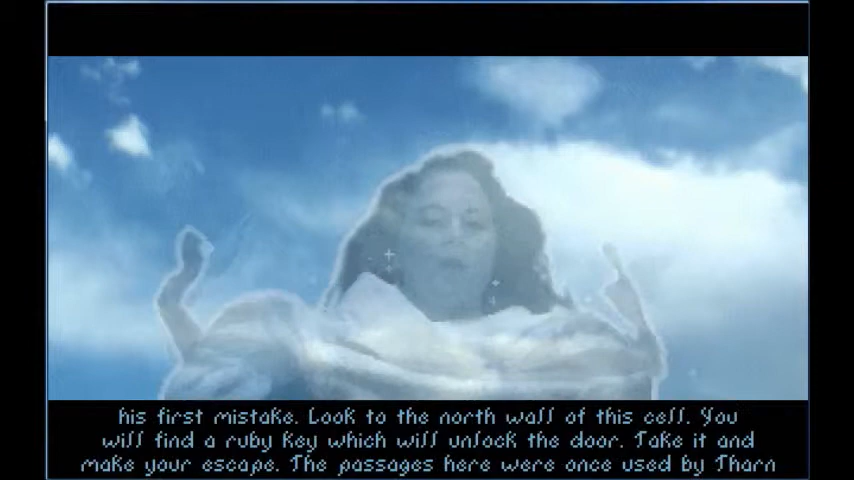 his first mistake. Look to the north wall of this cell. You
will find a ruby key which will unlock the door. Take it and
make your escape. The passages here were once used by Tharn